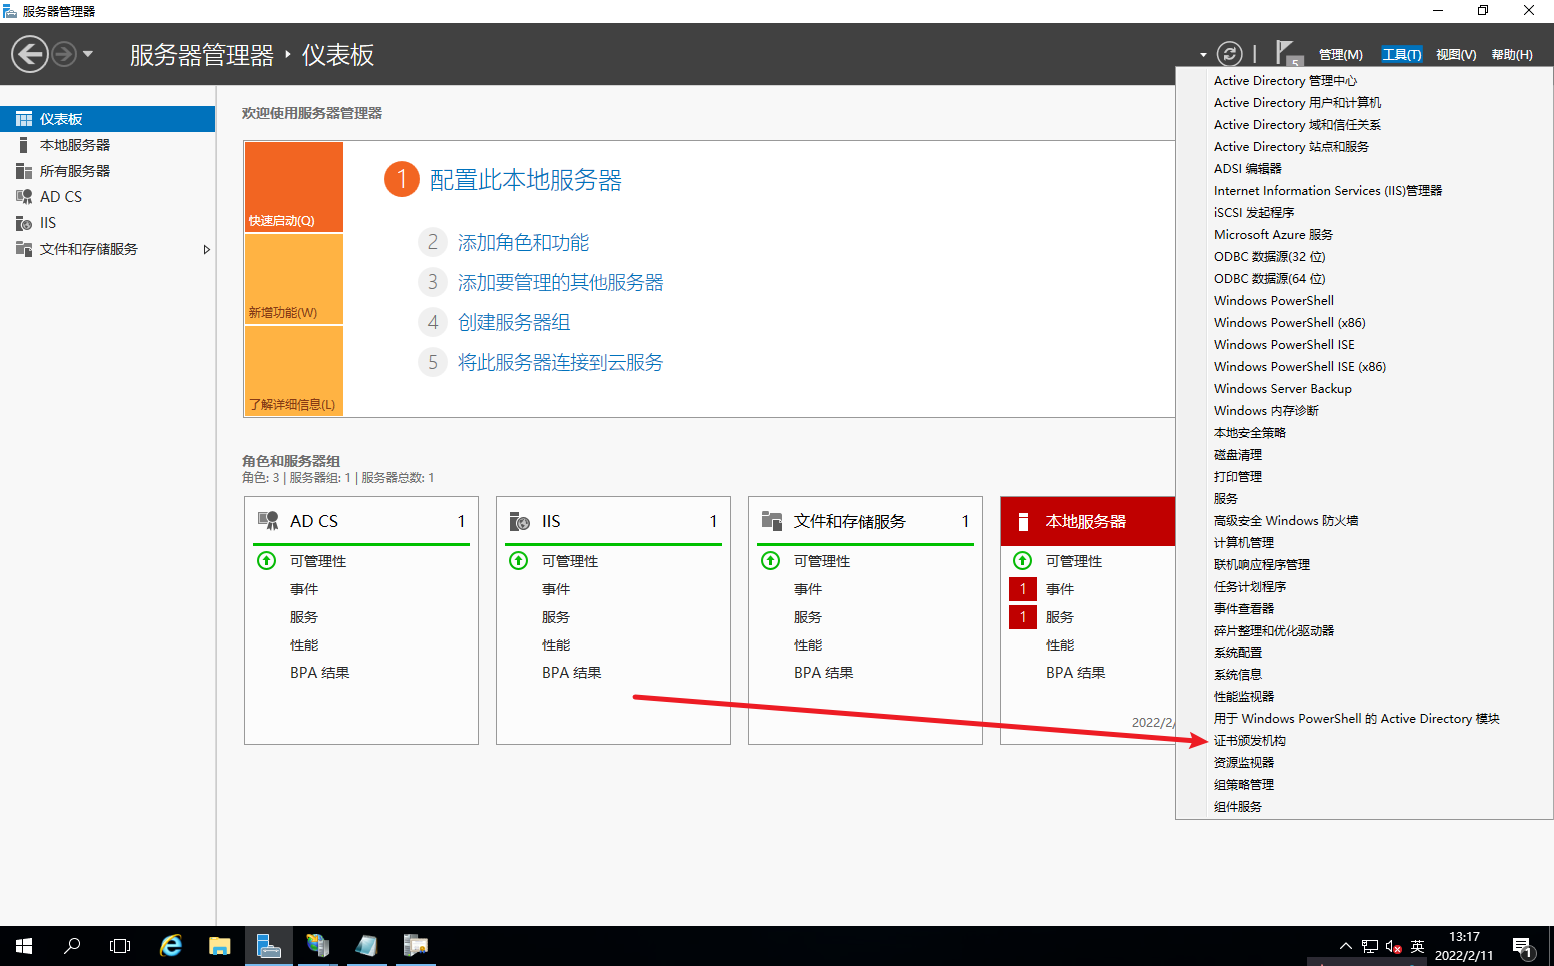 服务器管理器
服务器管理器 ‣ 仪表板
5
管理(M)
工具(T)
视图(V)
帮助(H)
仪表板
本地服务器
所有服务器
AD CS
IIS
文件和存储服务
欢迎使用服务器管理器
快速启动(Q)
新增功能(W)
了解详细信息(L)
1 配置此本地服务器
2 添加角色和功能
3 添加要管理的其他服务器
4 创建服务器组
5 将此服务器连接到云服务
角色和服务器组
角色: 3 | 服务器组: 1 | 服务器总数: 1
AD CS 1
可管理性
事件
服务
性能
BPA 结果
IIS 1
可管理性
事件
服务
性能
BPA 结果
文件和存储服务 1
可管理性
事件
服务
性能
BPA 结果
本地服务器
可管理性
1 事件
1 服务
性能
BPA 结果
2022/2/
Active Directory 管理中心
Active Directory 用户和计算机
Active Directory 域和信任关系
Active Directory 站点和服务
ADSI 编辑器
Internet Information Services (IIS)管理器
iSCSI 发起程序
Microsoft Azure 服务
ODBC 数据源(32 位)
ODBC 数据源(64 位)
Windows PowerShell
Windows PowerShell (x86)
Windows PowerShell ISE
Windows PowerShell ISE (x86)
Windows Server Backup
Windows 内存诊断
本地安全策略
磁盘清理
打印管理
服务
高级安全 Windows 防火墙
计算机管理
联机响应程序管理
任务计划程序
事件查看器
碎片整理和优化驱动器
系统配置
系统信息
性能监视器
用于 Windows PowerShell 的 Active Directory 模块
证书颁发机构
资源监视器
组策略管理
组件服务
英
13:17
2022/2/11
1